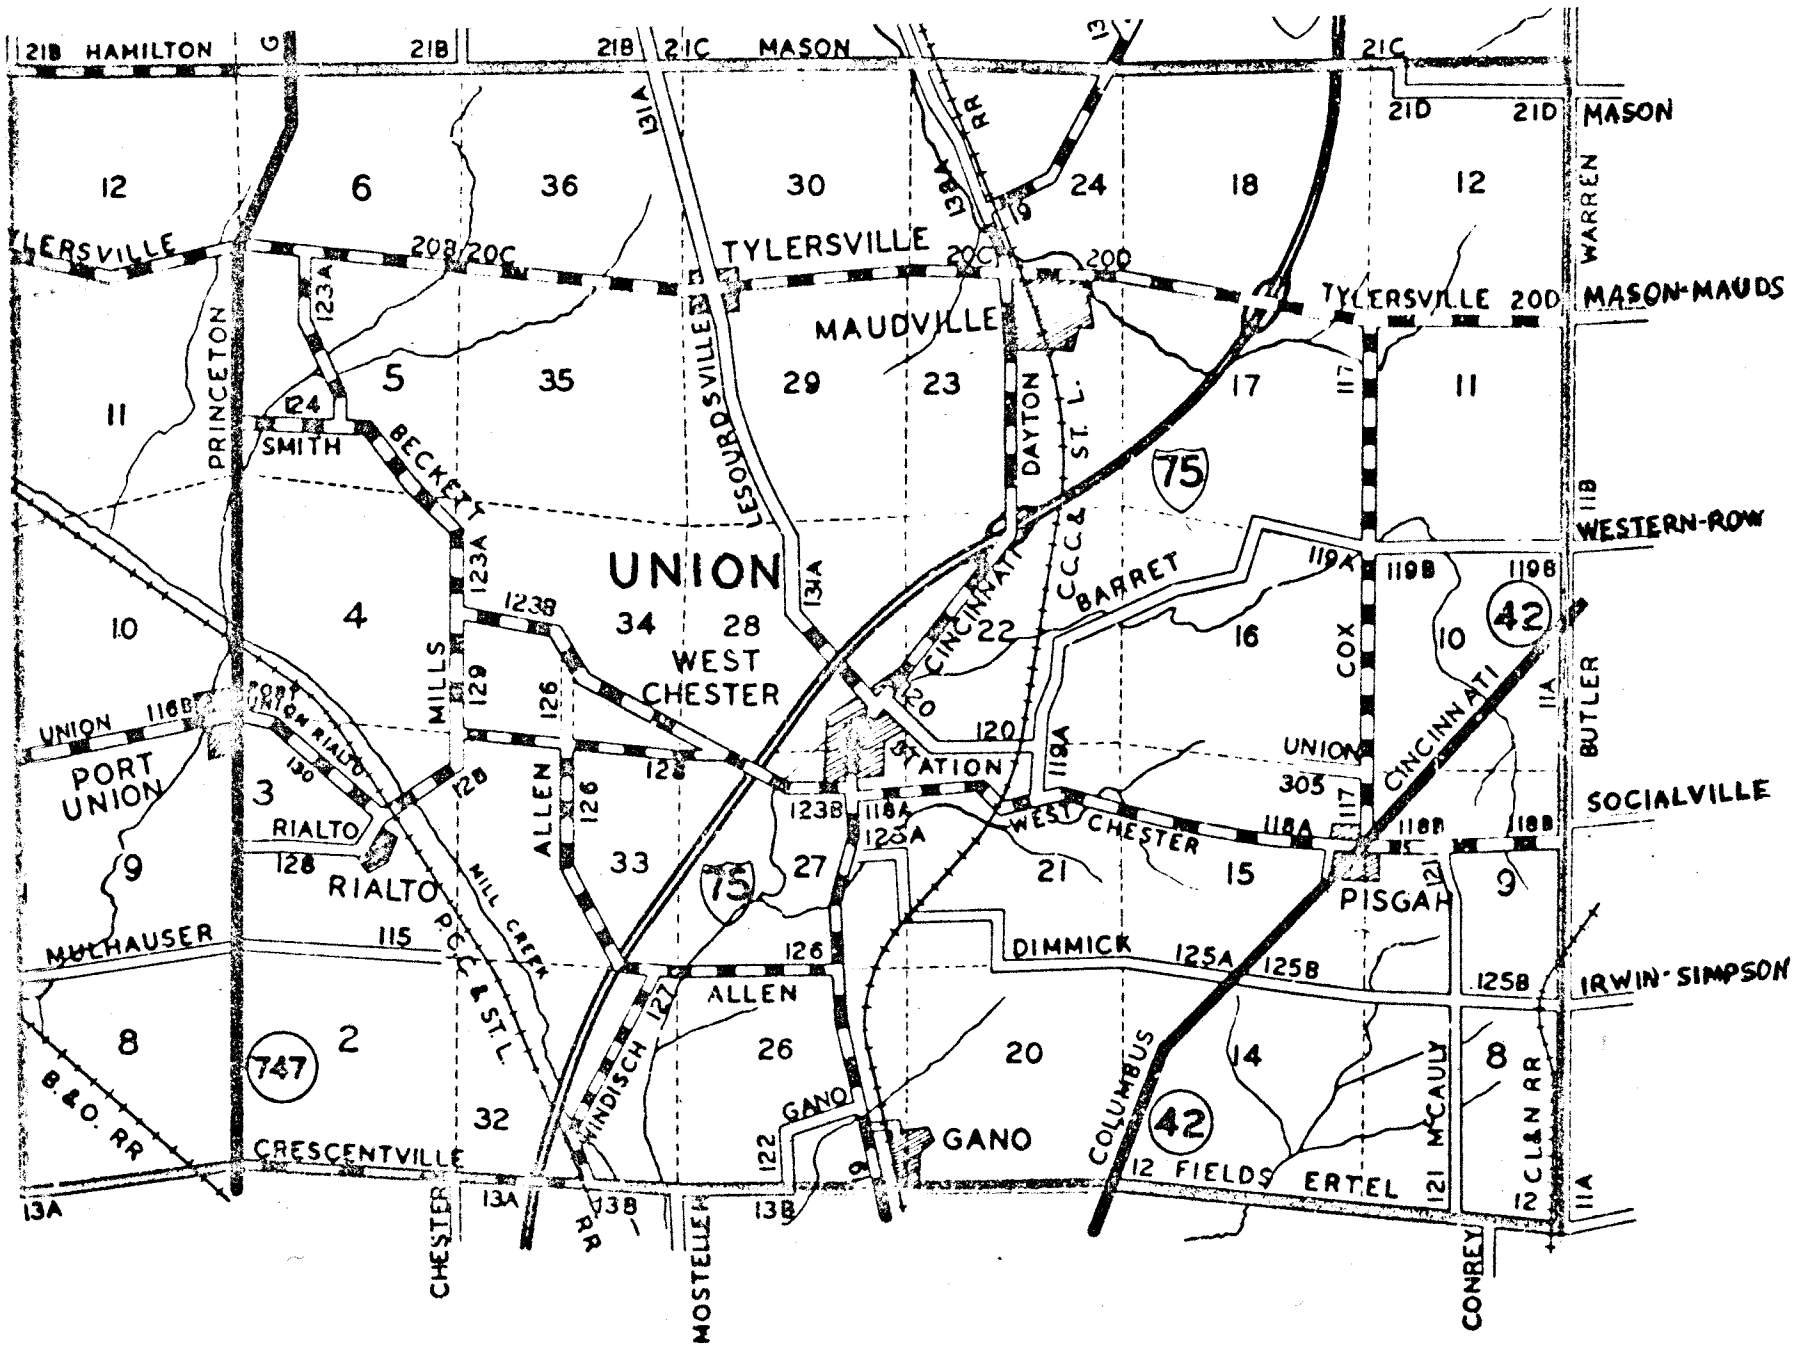 G
13
21B HAMILTON
21B
21B
21C
MASON
21C
21D
21D
MASON
131A
RR
12
6
36
30
138A
24
18
12
WARREN
19
YLERSVILLE
20B
20C
TYLERSVILLE
20C
20D
TYLERSVILLE 20D
MASON-MAUDS
123A
MAUDVILLE
PRINCETON
LESOURDSVILLE
11
5
35
29
23
DAYTON
17
117
11
124
SMITH
BECKETT
C.C.C. & ST. L.
75
11B
WESTERN-ROW
123A
UNION
131A
CINCINNATI
BARRET
119A
119B
119B
42
10
4
123B
34
28
22
16
COX
10
MILLS
129
126
WEST
CHESTER
120
120
11A
BUTLER
UNION
116B
PORT
UNION RIALTO
130
PORT
UNION
128
128
STATION
119A
UNION
305
117
CINCINNATI
SOCIALVILLE
3
ALLEN
126
123B
118A
WEST CHESTER
118A
118B
118B
RIALTO
128
125A
9
RIALTO
MILL CREEK
33
75
27
21
15
121
9
PISGAH
MULHAUSER
115
P. C. C. & ST. L.
126
DIMMICK
125A
125B
125B
IRWIN-SIMPSON
ALLEN
127
WINDISCH
8
747
2
26
20
14
8
B. & O. RR
32
GANO
122
GANO
COLUMBUS
42
121 McCAULY
C L & N RR
CRESCENTVILLE
19
12 FIELDS ERTEL
12
11A
13A
13A
13B
13B
RR
CHESTER
MOSTELLER
CONREY